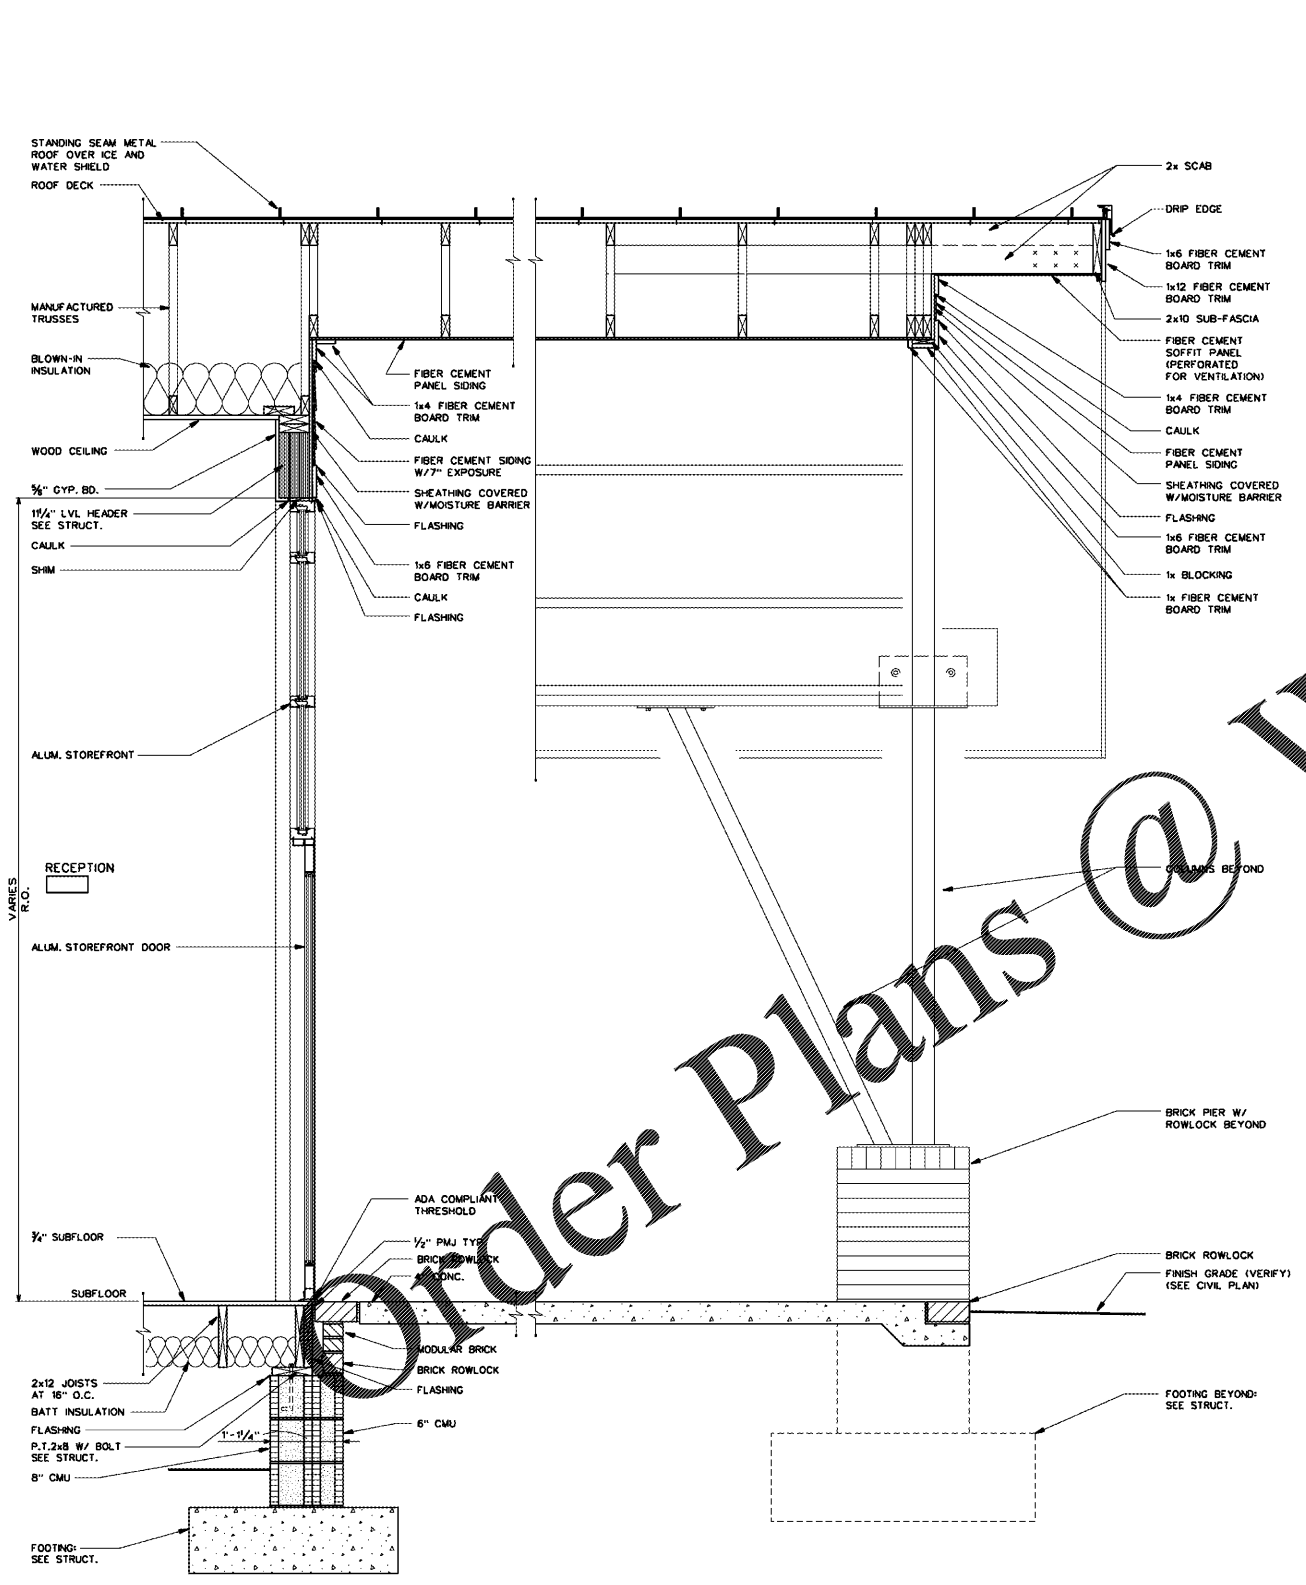 STANDING SEAM METAL
ROOF OVER ICE AND
WATER SHIELD
ROOF DECK
MANUFACTURED
TRUSSES
BLOWN-IN
INSULATION
WOOD CEILING
5/8" GYP. BD.
11 1/4" LVL HEADER
SEE STRUCT.
CAULK
SHIM
ALUM. STOREFRONT
RECEPTION
VARIES
R.O.
ALUM. STOREFRONT DOOR
3/4" SUBFLOOR
SUBFLOOR
2x12 JOISTS
AT 16" O.C.
BATT INSULATION
FLASHING
P.T. 2x8 W/ BOLT
SEE STRUCT.
8" CMU
FOOTING:
SEE STRUCT.
FIBER CEMENT
PANEL SIDING
1x4 FIBER CEMENT
BOARD TRIM
CAULK
FIBER CEMENT SIDING
W/7" EXPOSURE
SHEATHING COVERED
W/MOISTURE BARRIER
FLASHING
1x6 FIBER CEMENT
BOARD TRIM
CAULK
FLASHING
ADA COMPLIANT
THRESHOLD
1/2" PMJ TYP.
BRICK ROWLOCK
4" CONC.
MODULAR BRICK
BRICK ROWLOCK
FLASHING
6" CMU
1'-1 1/4"
2x SCAB
DRIP EDGE
1x6 FIBER CEMENT
BOARD TRIM
1x12 FIBER CEMENT
BOARD TRIM
2x10 SUB-FASCIA
FIBER CEMENT
SOFFIT PANEL
(PERFORATED
FOR VENTILATION)
1x4 FIBER CEMENT
BOARD TRIM
CAULK
FIBER CEMENT
PANEL SIDING
SHEATHING COVERED
W/MOISTURE BARRIER
FLASHING
1x6 FIBER CEMENT
BOARD TRIM
1x BLOCKING
1x FIBER CEMENT
BOARD TRIM
COLUMNS BEYOND
BRICK PIER W/
ROWLOCK BEYOND
BRICK ROWLOCK
FINISH GRADE (VERIFY)
(SEE CIVIL PLAN)
FOOTING BEYOND:
SEE STRUCT.
Order Plans @